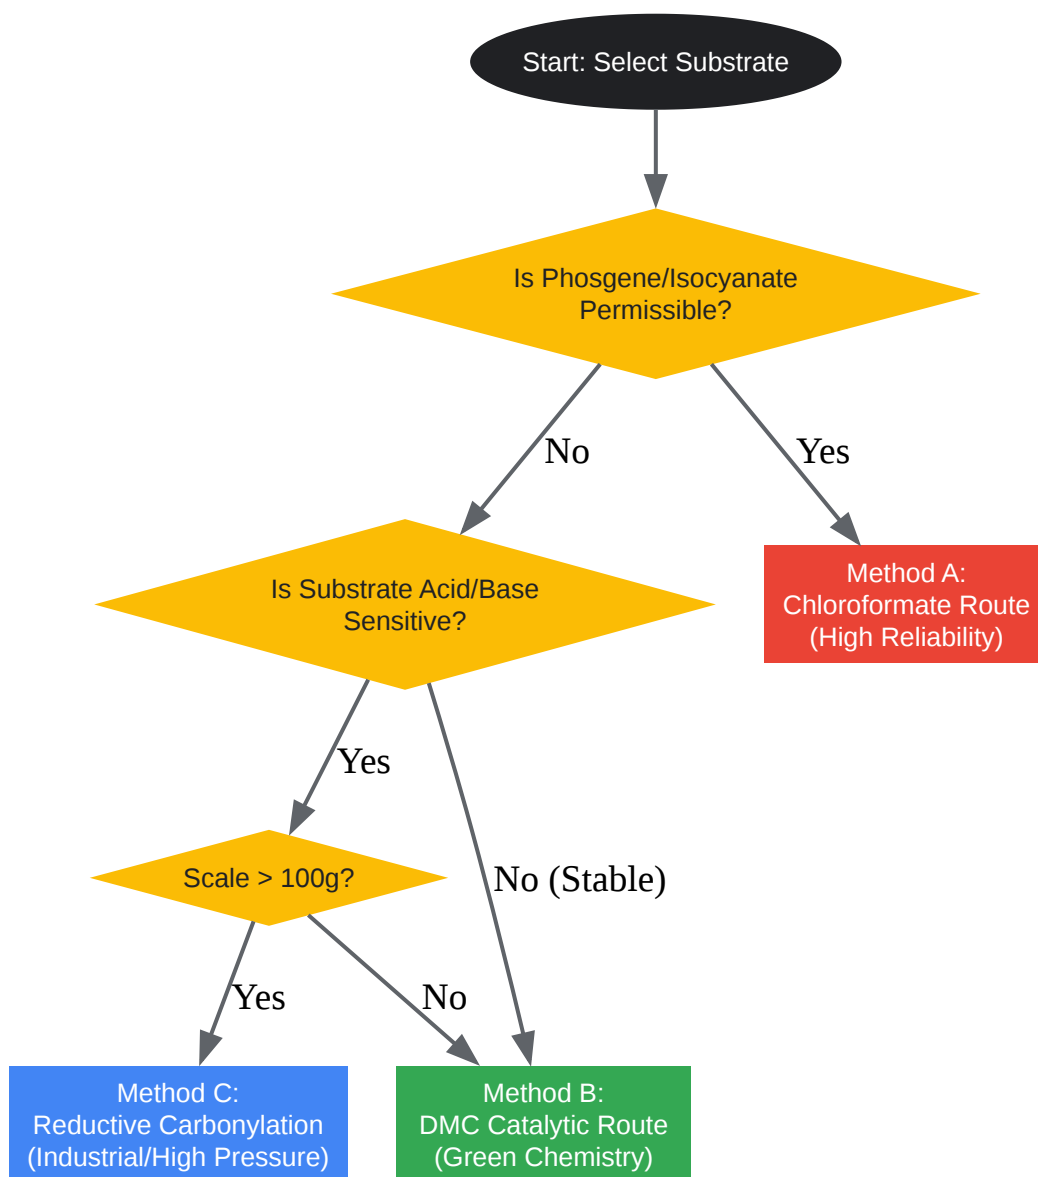 Start: Select Substrate
Is Phosgene/Isocyanate
Permissible?
No
Yes
Is Substrate Acid/Base
Sensitive?
Method A:
Chloroformate Route
(High Reliability)
Yes
Scale > 100g?
No (Stable)
Yes
No
Method C:
Reductive Carbonylation
(Industrial/High Pressure)
Method B:
DMC Catalytic Route
(Green Chemistry)